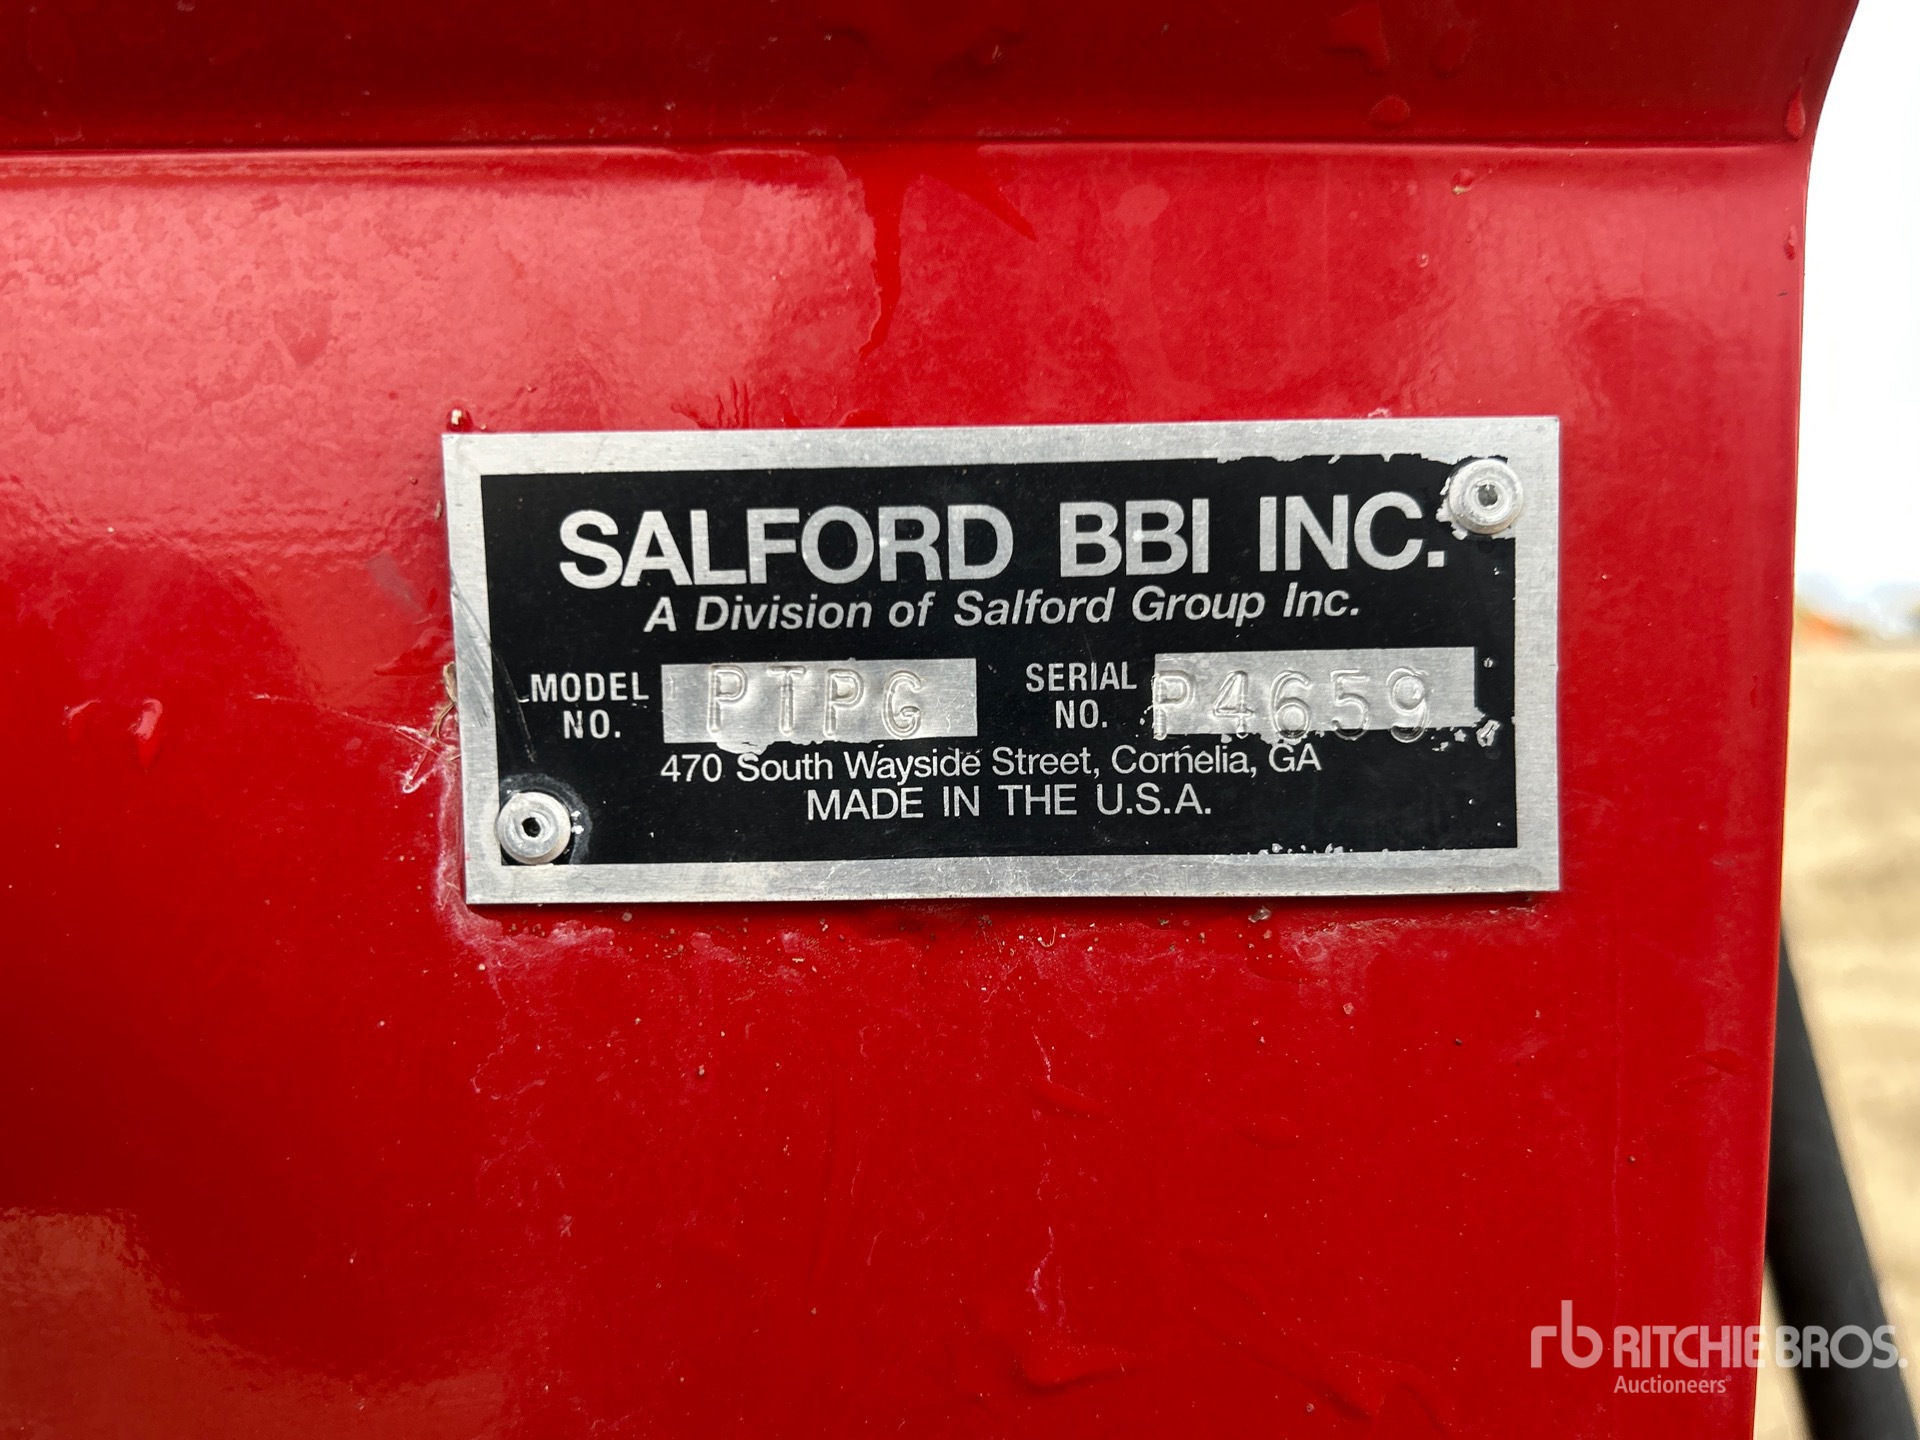 SALFORD BBI INC.
A Division of Salford Group Inc.
MODEL NO. PTPG SERIAL NO. P4659
470 South Wayside Street, Cornelia, GA
MADE IN THE U.S.A.
rb RITCHIE BROS.
Auctioneers